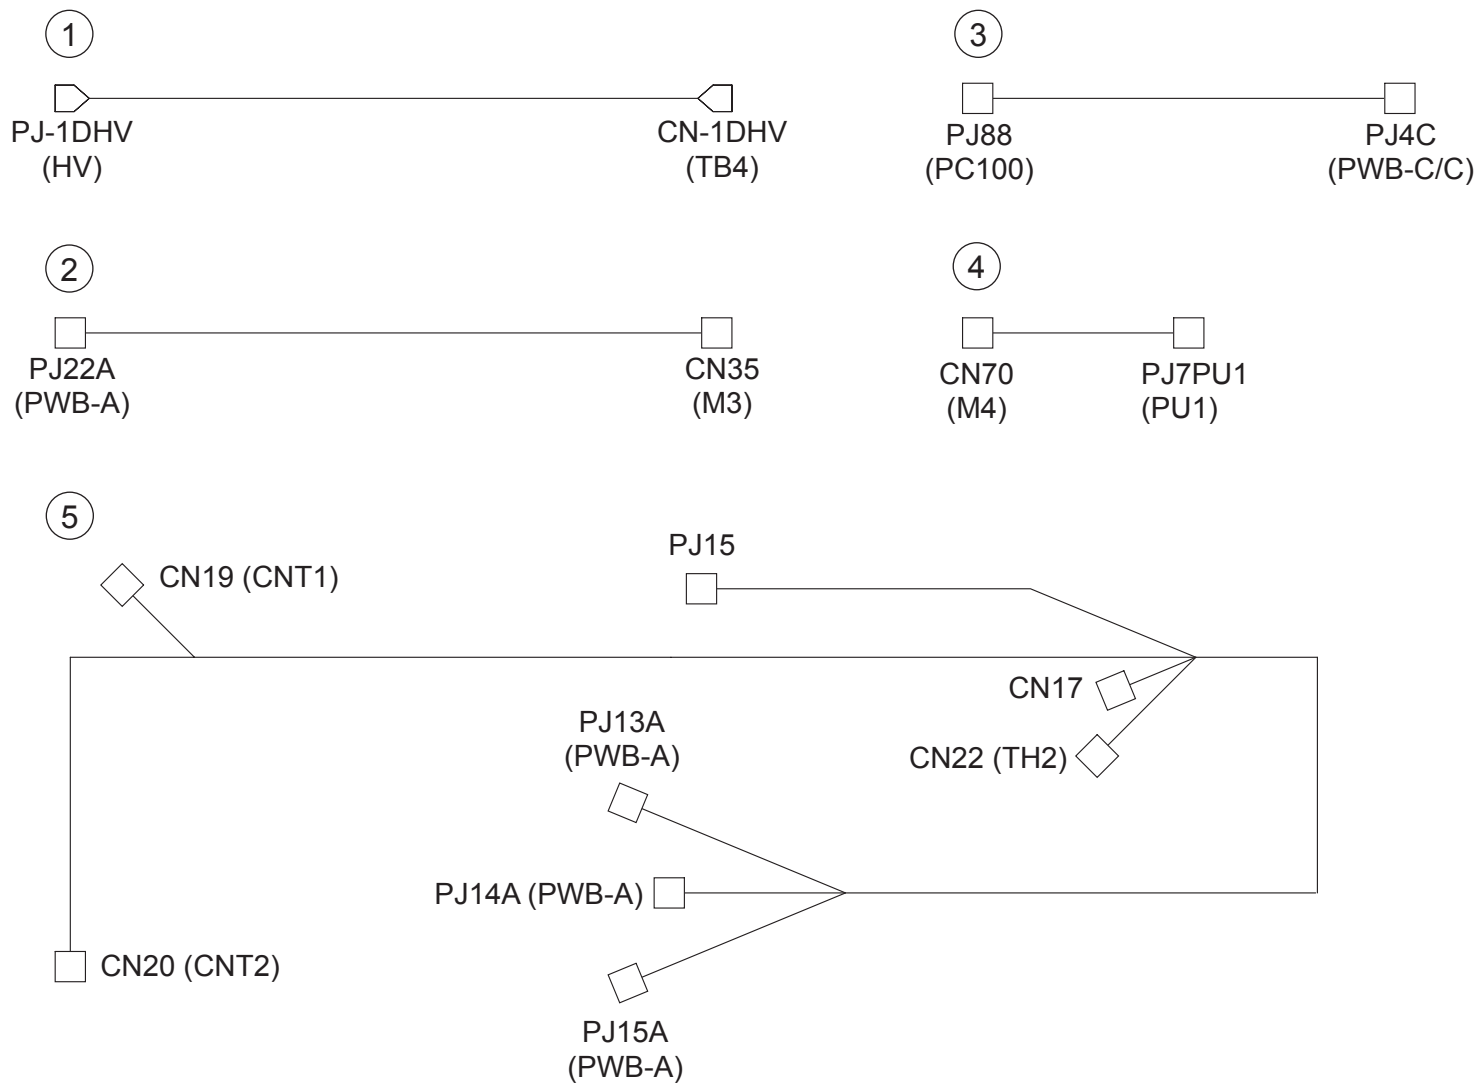 1
PJ-1DHV
(HV)
CN-1DHV
(TB4)
3
PJ88
(PC100)
PJ4C
(PWB-C/C)
2
PJ22A
(PWB-A)
CN35
(M3)
4
CN70
(M4)
PJ7PU1
(PU1)
5
CN19 (CNT1)
PJ15
CN17
CN22 (TH2)
PJ13A
(PWB-A)
PJ14A (PWB-A)
CN20 (CNT2)
PJ15A
(PWB-A)